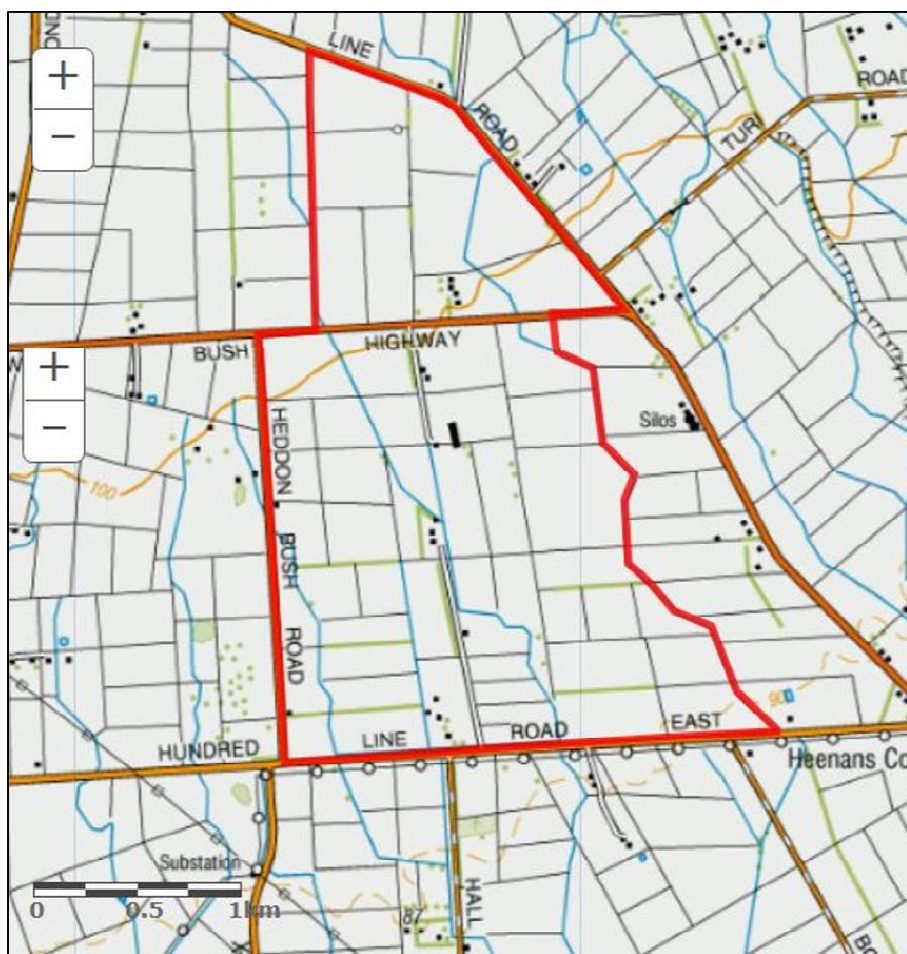 LINE
ROAD
ROAD
TUR
+
−
BUSH
HIGHWAY
+
−
HEDDON
BUSH
ROAD
Silos
100
90
HUNDRED
LINE
ROAD
EAST
Heenans Co
Substation
0 0.5 1km
87
HALL